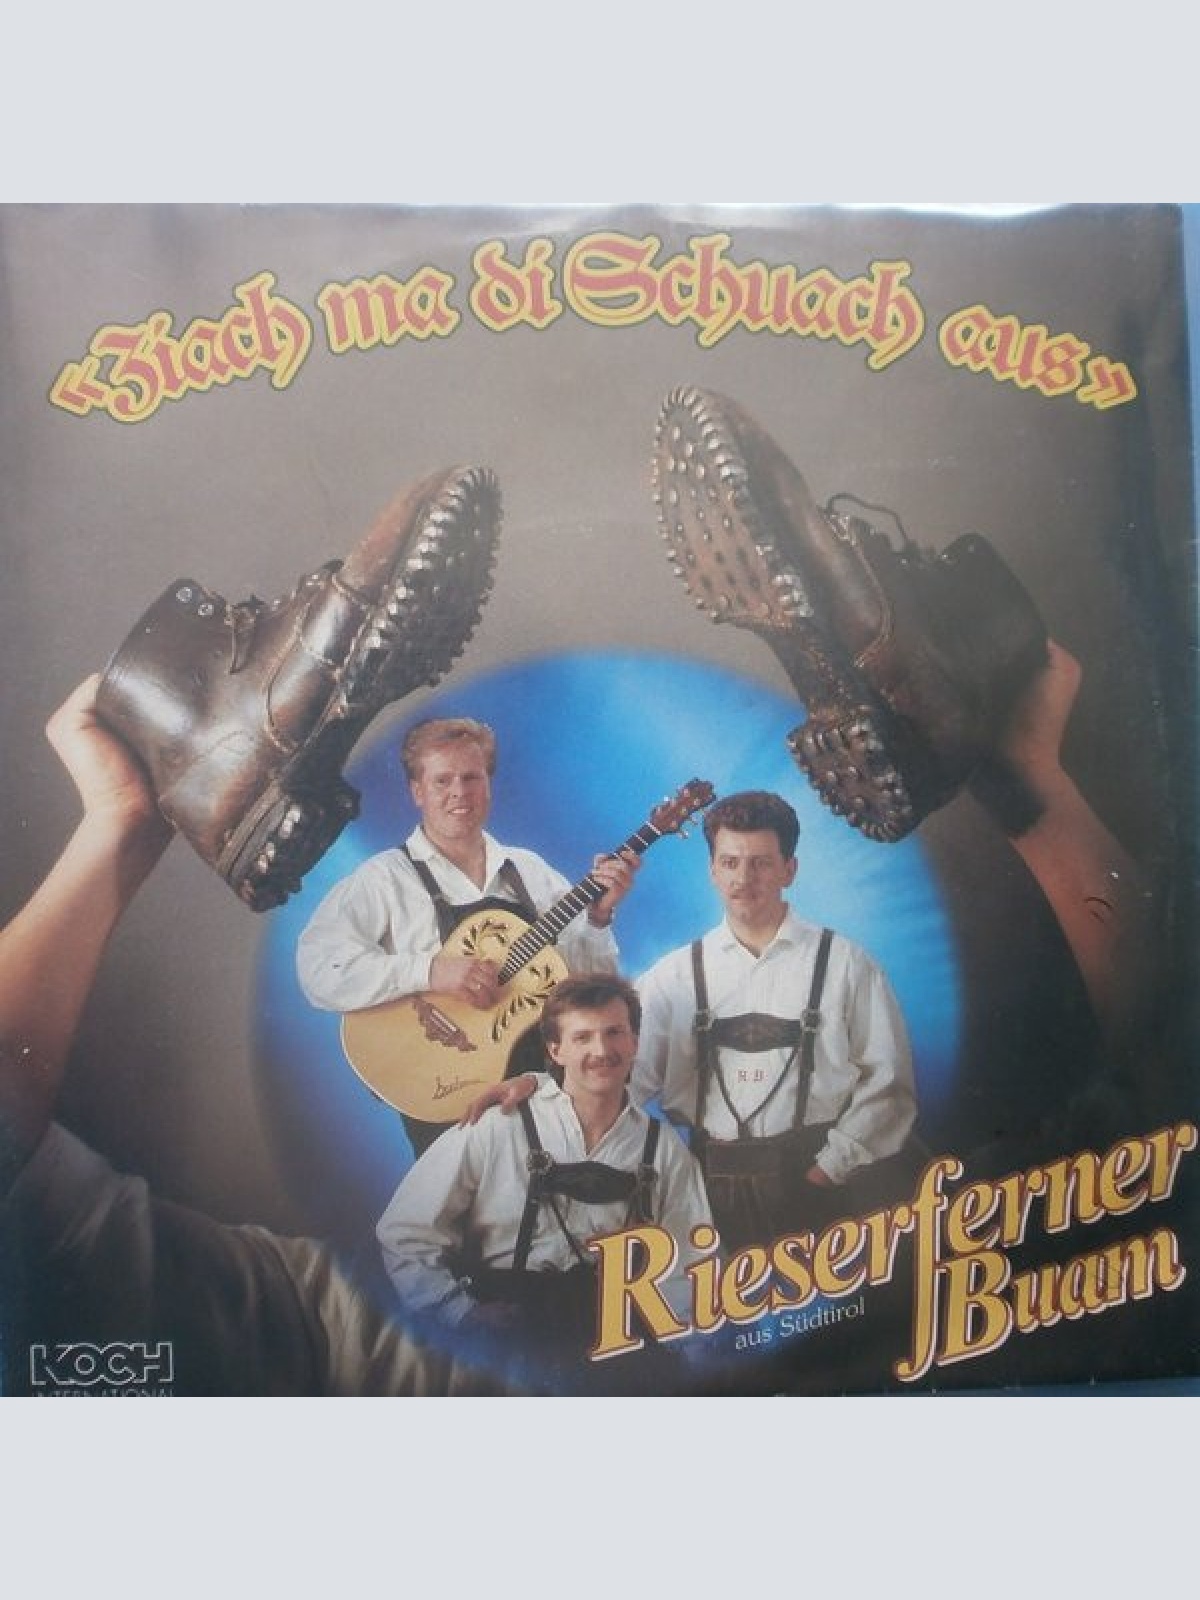 «Ziach ma di Schuach aus»
R B
Rieserferner
Buam
aus Südtirol
KOCH
INTERNATIONAL